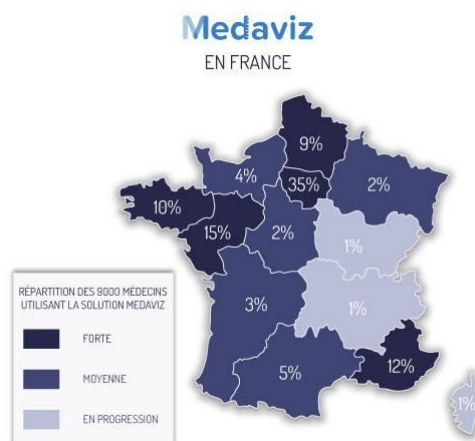 Medaviz
EN FRANCE
9%
4%
35%
2%
10%
15%
2%
1%
3%
1%
5%
12%
1%
RÉPARTITION DES 9000 MÉDECINS
UTILISANT LA SOLUTION MEDAVIZ
FORTE
MOYENNE
EN PROGRESSION